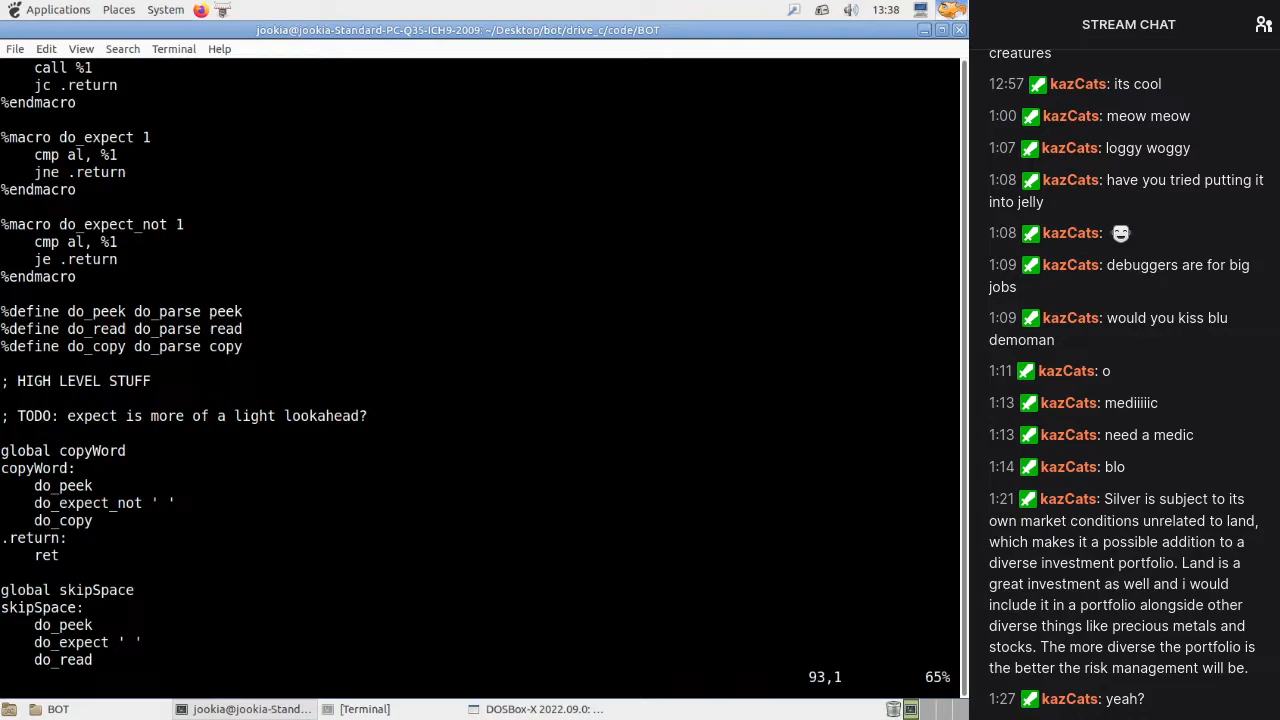 Applications Places System 13:38
jookia@jookia-Standard-PC-Q35-ICH9-2009: ~/Desktop/bot/drive_c/code/BOT
File Edit View Search Terminal Help
call %1
jc .return
%endmacro
%macro do_expect 1
cmp al, %1
jne .return
%endmacro
%macro do_expect_not 1
cmp al, %1
je .return
%endmacro
%define do_peek do_parse peek
%define do_read do_parse read
%define do_copy do_parse copy
; HIGH LEVEL STUFF
; TODO: expect is more of a light lookahead?
global copyWord
copyWord:
do_peek
do_expect_not ' '
do_copy
.return:
ret
global skipSpace
skipSpace:
do_peek
do_expect ' '
do_read
93,1 65%
BOT
jookia@jookia-Stand...
[Terminal]
DOSBox-X 2022.09.0: ...
STREAM CHAT
creatures
12:57 kazCats: its cool
1:00 kazCats: meow meow
1:07 kazCats: loggy woggy
1:08 kazCats: have you tried putting it
into jelly
1:08 kazCats:
1:09 kazCats: debuggers are for big
jobs
1:09 kazCats: would you kiss blu
demoman
1:11 kazCats: o
1:13 kazCats: mediiiiic
1:13 kazCats: need a medic
1:14 kazCats: blo
1:21 kazCats: Silver is subject to its
own market conditions unrelated to land,
which makes it a possible addition to a
diverse investment portfolio. Land is a
great investment as well and i would
include it in a portfolio alongside other
diverse things like precious metals and
stocks. The more diverse the portfolio is
the better the risk management will be.
1:27 kazCats: yeah?